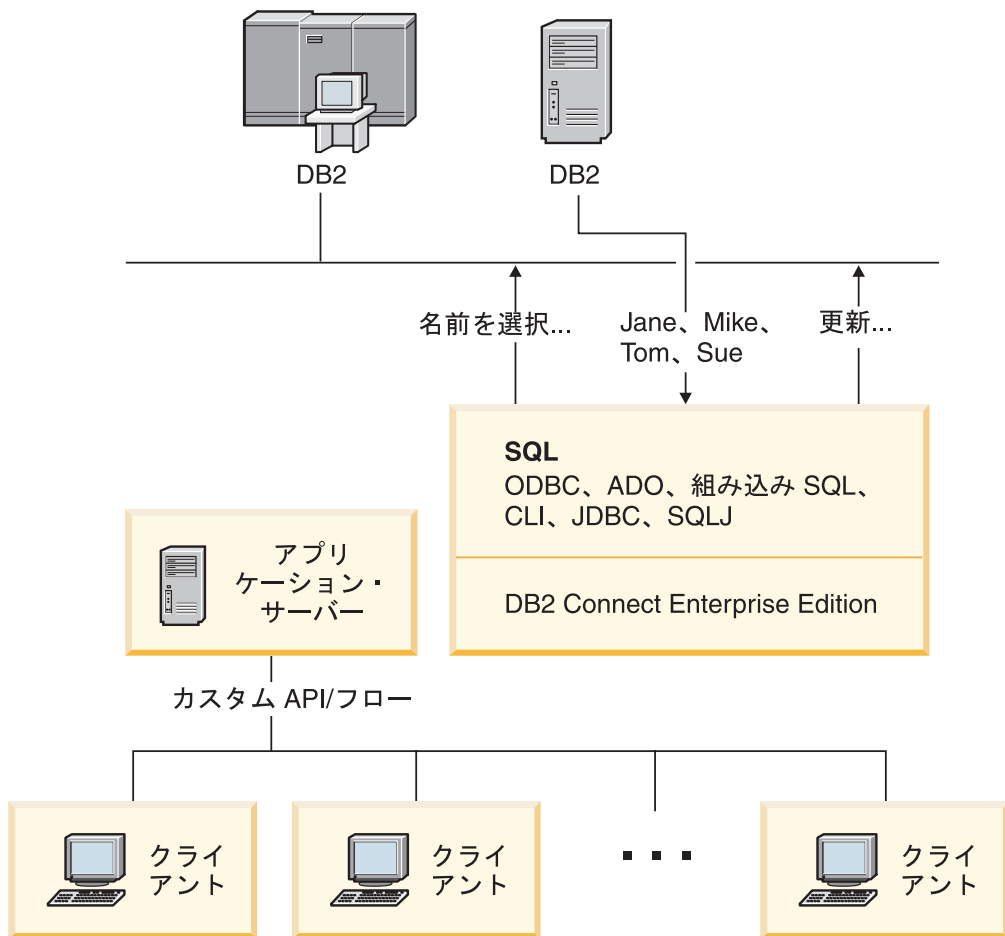 DB2
DB2
名前を選択...
Jane、Mike、
Tom、Sue
更新...
SQL
ODBC、ADO、組み込み SQL、
CLI、JDBC、SQLJ
DB2 Connect Enterprise Edition
アプリ
ケーション・
サーバー
カスタム API/フロー
クライ
アント
クライ
アント
クライ
アント